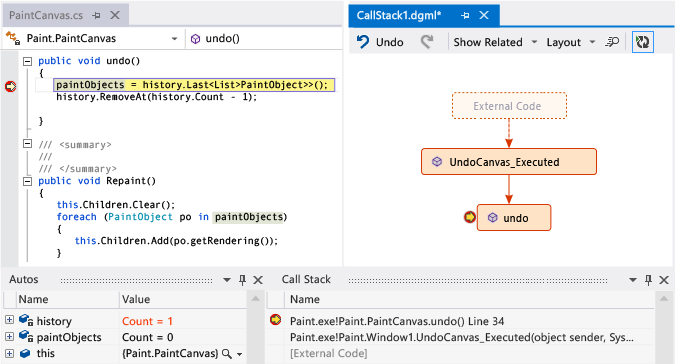 PaintCanvas.cs
Paint.PaintCanvas undo()
public void undo()
{
paintObjects = history.Last<List>PaintObject>>();
history.RemoveAt(history.Count - 1);
}
/// <summary>
///
/// </summary>
public void Repaint()
{
this.Children.Clear();
foreach (PaintObject po in paintObjects)
{
this.Children.Add(po.getRendering());
}
CallStack1.dgml*
Undo Show Related Layout
External Code
UndoCanvas_Executed
undo
Autos
Name Value
history Count = 1
paintObjects Count = 0
this {Paint.PaintCanvas}
Call Stack
Name
Paint.exe!Paint.PaintCanvas.undo() Line 34
Paint.exe!Paint.Window1.UndoCanvas_Executed(object sender, Sys...
[External Code]